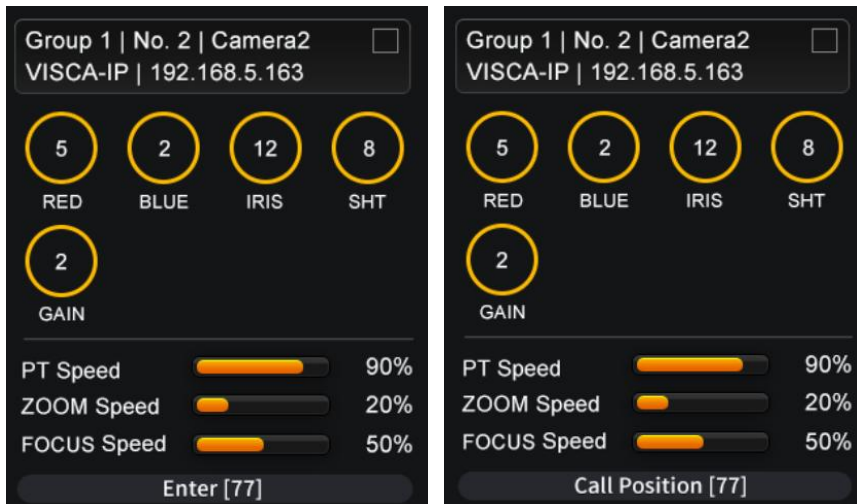 Group 1 | No. 2 | Camera2
VISCA-IP | 192.168.5.163
5 2 12 8
RED BLUE IRIS SHT
2
GAIN
PT Speed 90%
ZOOM Speed 20%
FOCUS Speed 50%
Enter [77]
Group 1 | No. 2 | Camera2
VISCA-IP | 192.168.5.163
5 2 12 8
RED BLUE IRIS SHT
2
GAIN
PT Speed 90%
ZOOM Speed 20%
FOCUS Speed 50%
Call Position [77]